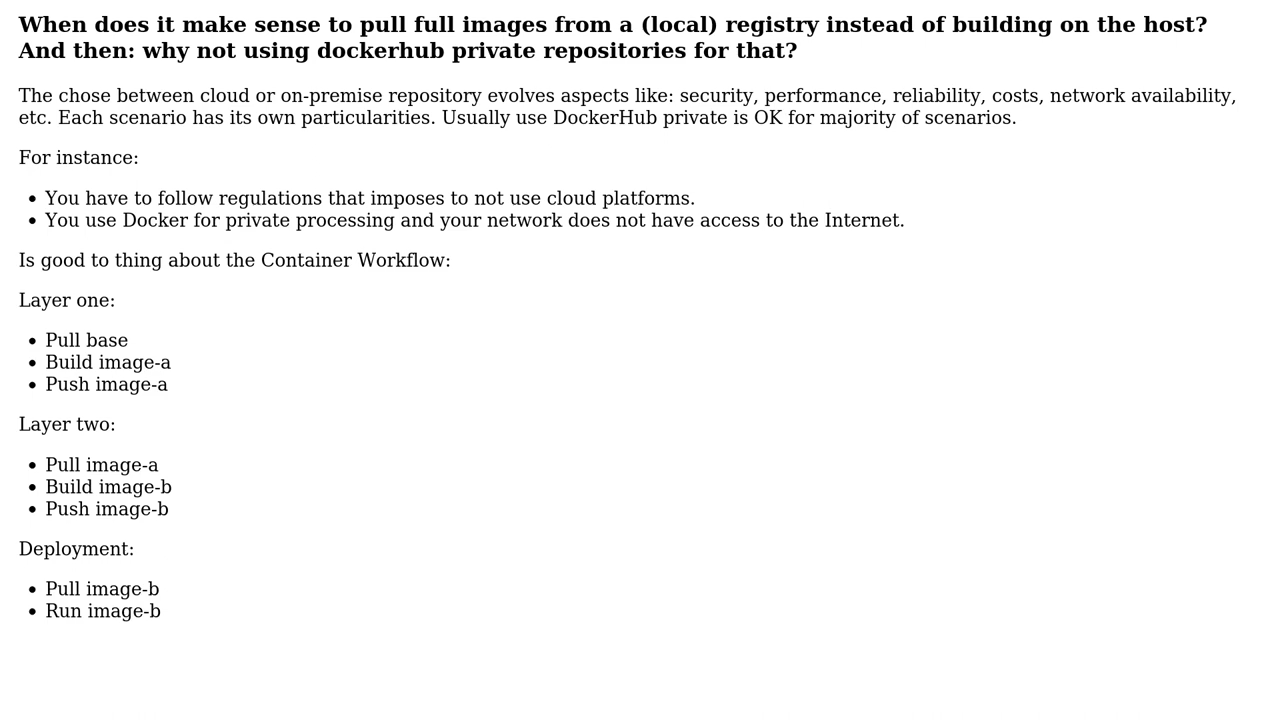 When does it make sense to pull full images from a (local) registry instead of building on the host?
And then: why not using dockerhub private repositories for that?
The chose between cloud or on-premise repository evolves aspects like: security, performance, reliability, costs, network availability,
etc. Each scenario has its own particularities. Usually use DockerHub private is OK for majority of scenarios.
For instance:
• You have to follow regulations that imposes to not use cloud platforms.
• You use Docker for private processing and your network does not have access to the Internet.
Is good to thing about the Container Workflow:
Layer one:
• Pull base
• Build image-a
• Push image-a
Layer two:
• Pull image-a
• Build image-b
• Push image-b
Deployment:
• Pull image-b
• Run image-b